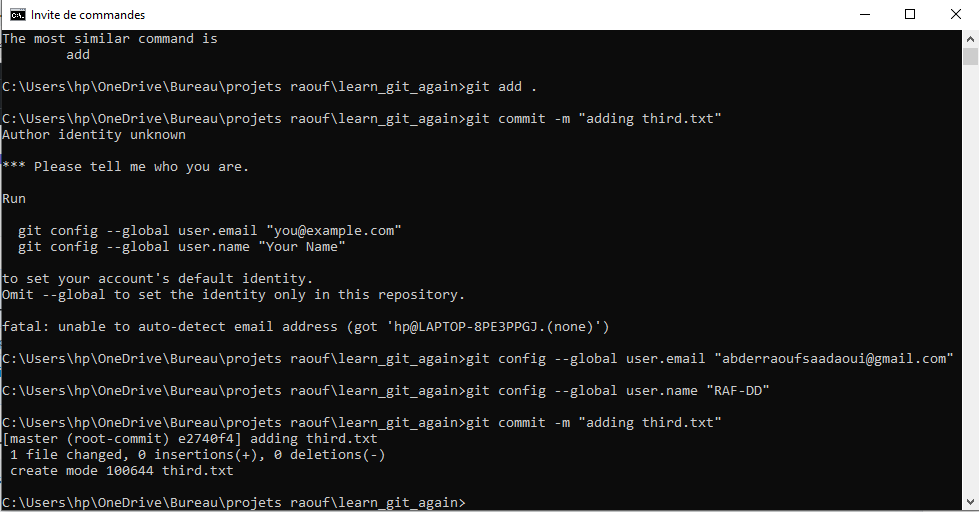 Invite de commandes
The most similar command is
        add
C:\Users\hp\OneDrive\Bureau\projets raouf\learn_git_again>git add .
C:\Users\hp\OneDrive\Bureau\projets raouf\learn_git_again>git commit -m "adding third.txt"
Author identity unknown
*** Please tell me who you are.
Run
  git config --global user.email "you@example.com"
  git config --global user.name "Your Name"
to set your account's default identity.
Omit --global to set the identity only in this repository.
fatal: unable to auto-detect email address (got 'hp@LAPTOP-8PE3PPGJ.(none)')
C:\Users\hp\OneDrive\Bureau\projets raouf\learn_git_again>git config --global user.email "abderraoufsaadaoui@gmail.com"
C:\Users\hp\OneDrive\Bureau\projets raouf\learn_git_again>git config --global user.name "RAF-DD"
C:\Users\hp\OneDrive\Bureau\projets raouf\learn_git_again>git commit -m "adding third.txt"
[master (root-commit) e2740f4] adding third.txt
 1 file changed, 0 insertions(+), 0 deletions(-)
 create mode 100644 third.txt
C:\Users\hp\OneDrive\Bureau\projets raouf\learn_git_again>